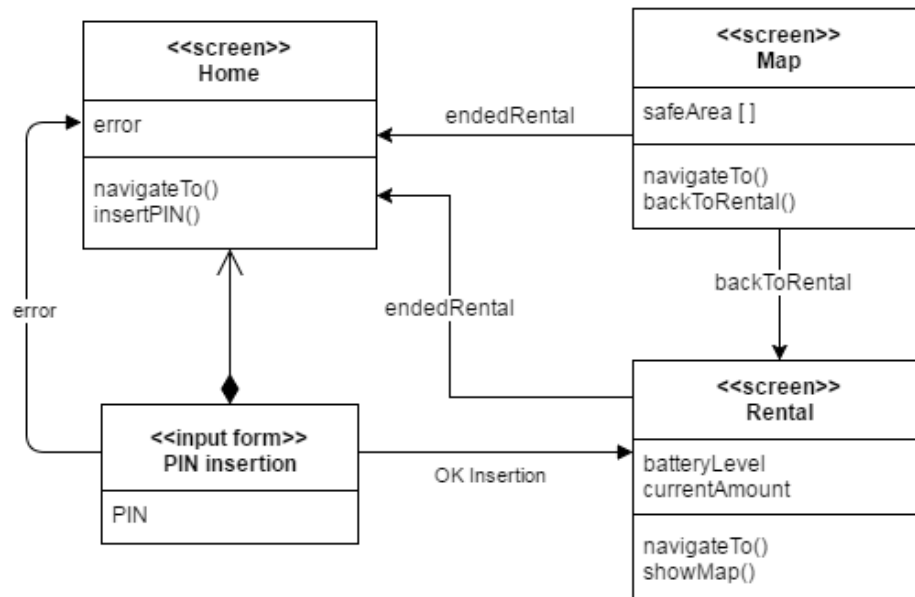 <<screen>>
Home
error
navigateTo()
insertPIN()
<<screen>>
Map
safeArea [ ]
navigateTo()
backToRental()
endedRental
backToRental
error
endedRental
<<input form>>
PIN insertion
PIN
OK Insertion
<<screen>>
Rental
batteryLevel
currentAmount
navigateTo()
showMap()